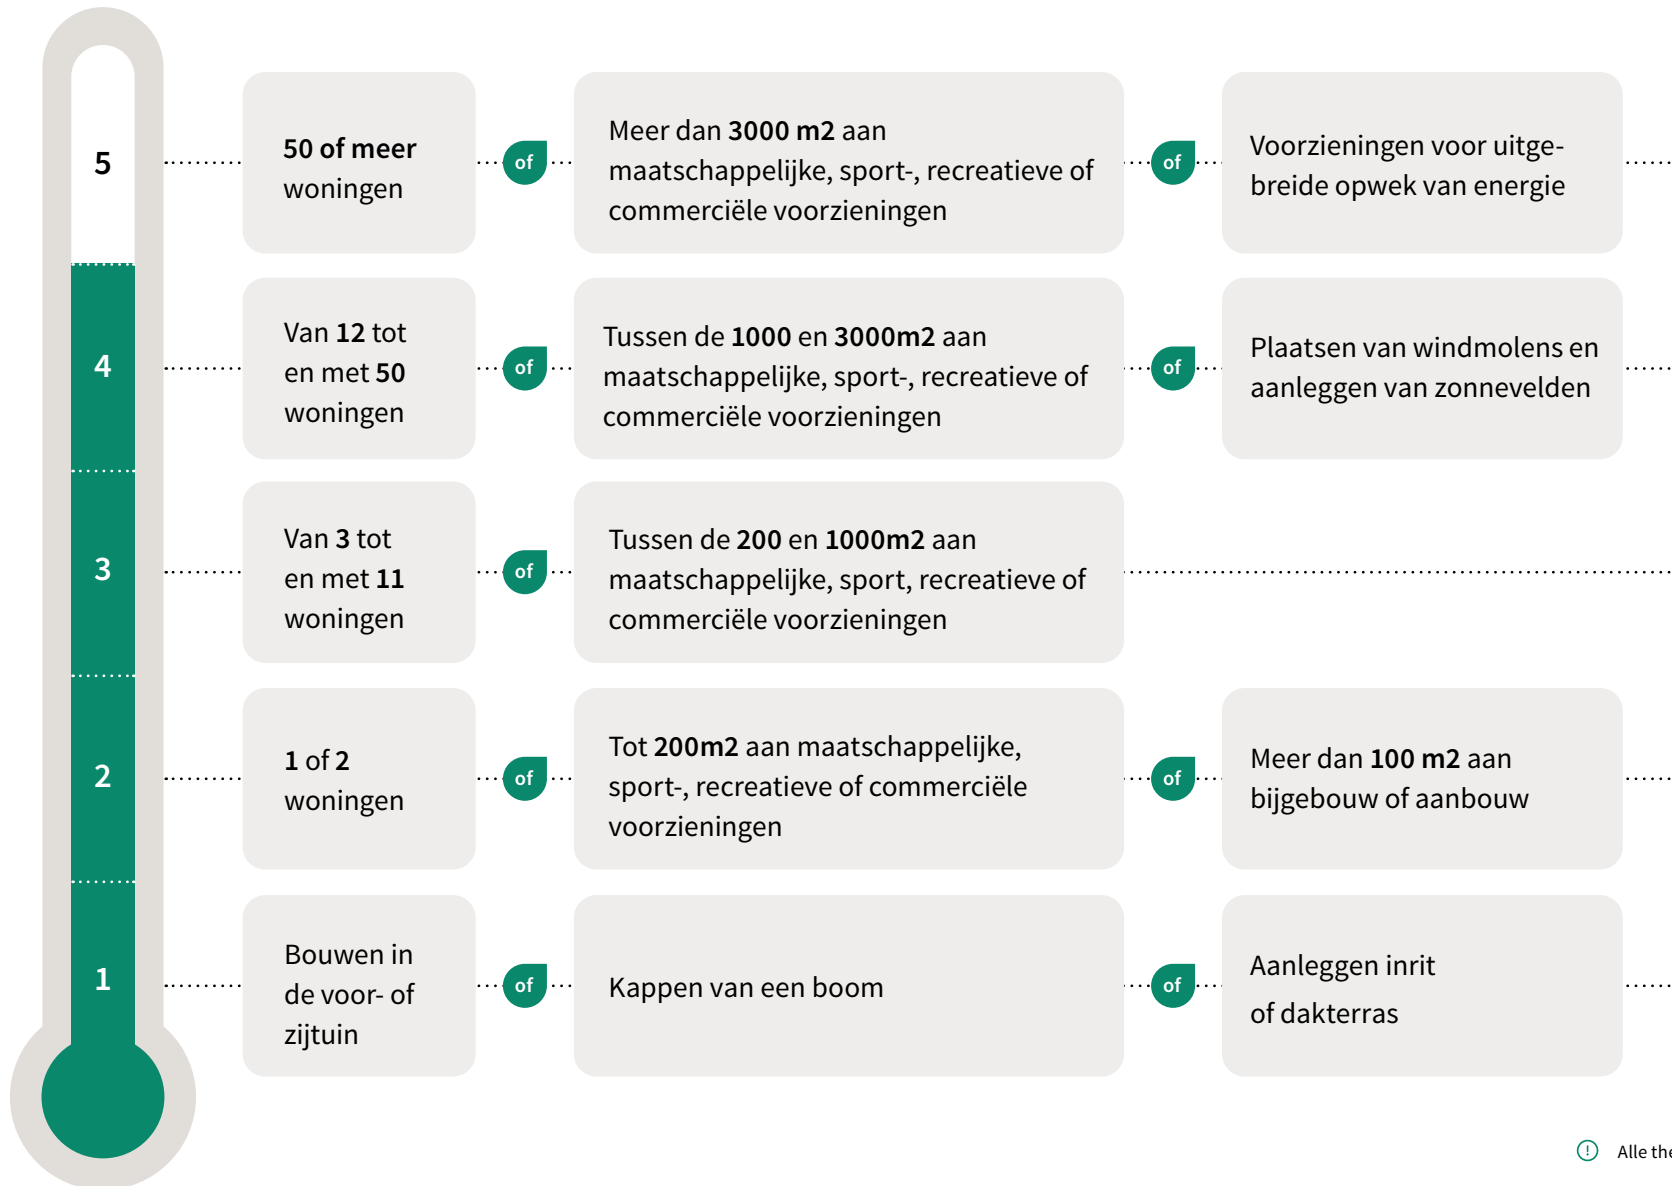 5
50 of meer
woningen
of
Meer dan 3000 m2 aan
maatschappelijke, sport-, recreatieve of
commerciële voorzieningen
of
Voorzieningen voor uitge-
breide opwek van energie
4
Van 12 tot
en met 50
woningen
of
Tussen de 1000 en 3000m2 aan
maatschappelijke, sport-, recreatieve of
commerciële voorzieningen
of
Plaatsen van windmolens en
aanleggen van zonnevelden
3
Van 3 tot
en met 11
woningen
of
Tussen de 200 en 1000m2 aan
maatschappelijke, sport, recreatieve of
commerciële voorzieningen
2
1 of 2
woningen
of
Tot 200m2 aan maatschappelijke,
sport-, recreatieve of commerciële
voorzieningen
of
Meer dan 100 m2 aan
bijgebouw of aanbouw
1
Bouwen in
de voor- of
zijtuin
of
Kappen van een boom
of
Aanleggen inrit
of dakterras
Alle